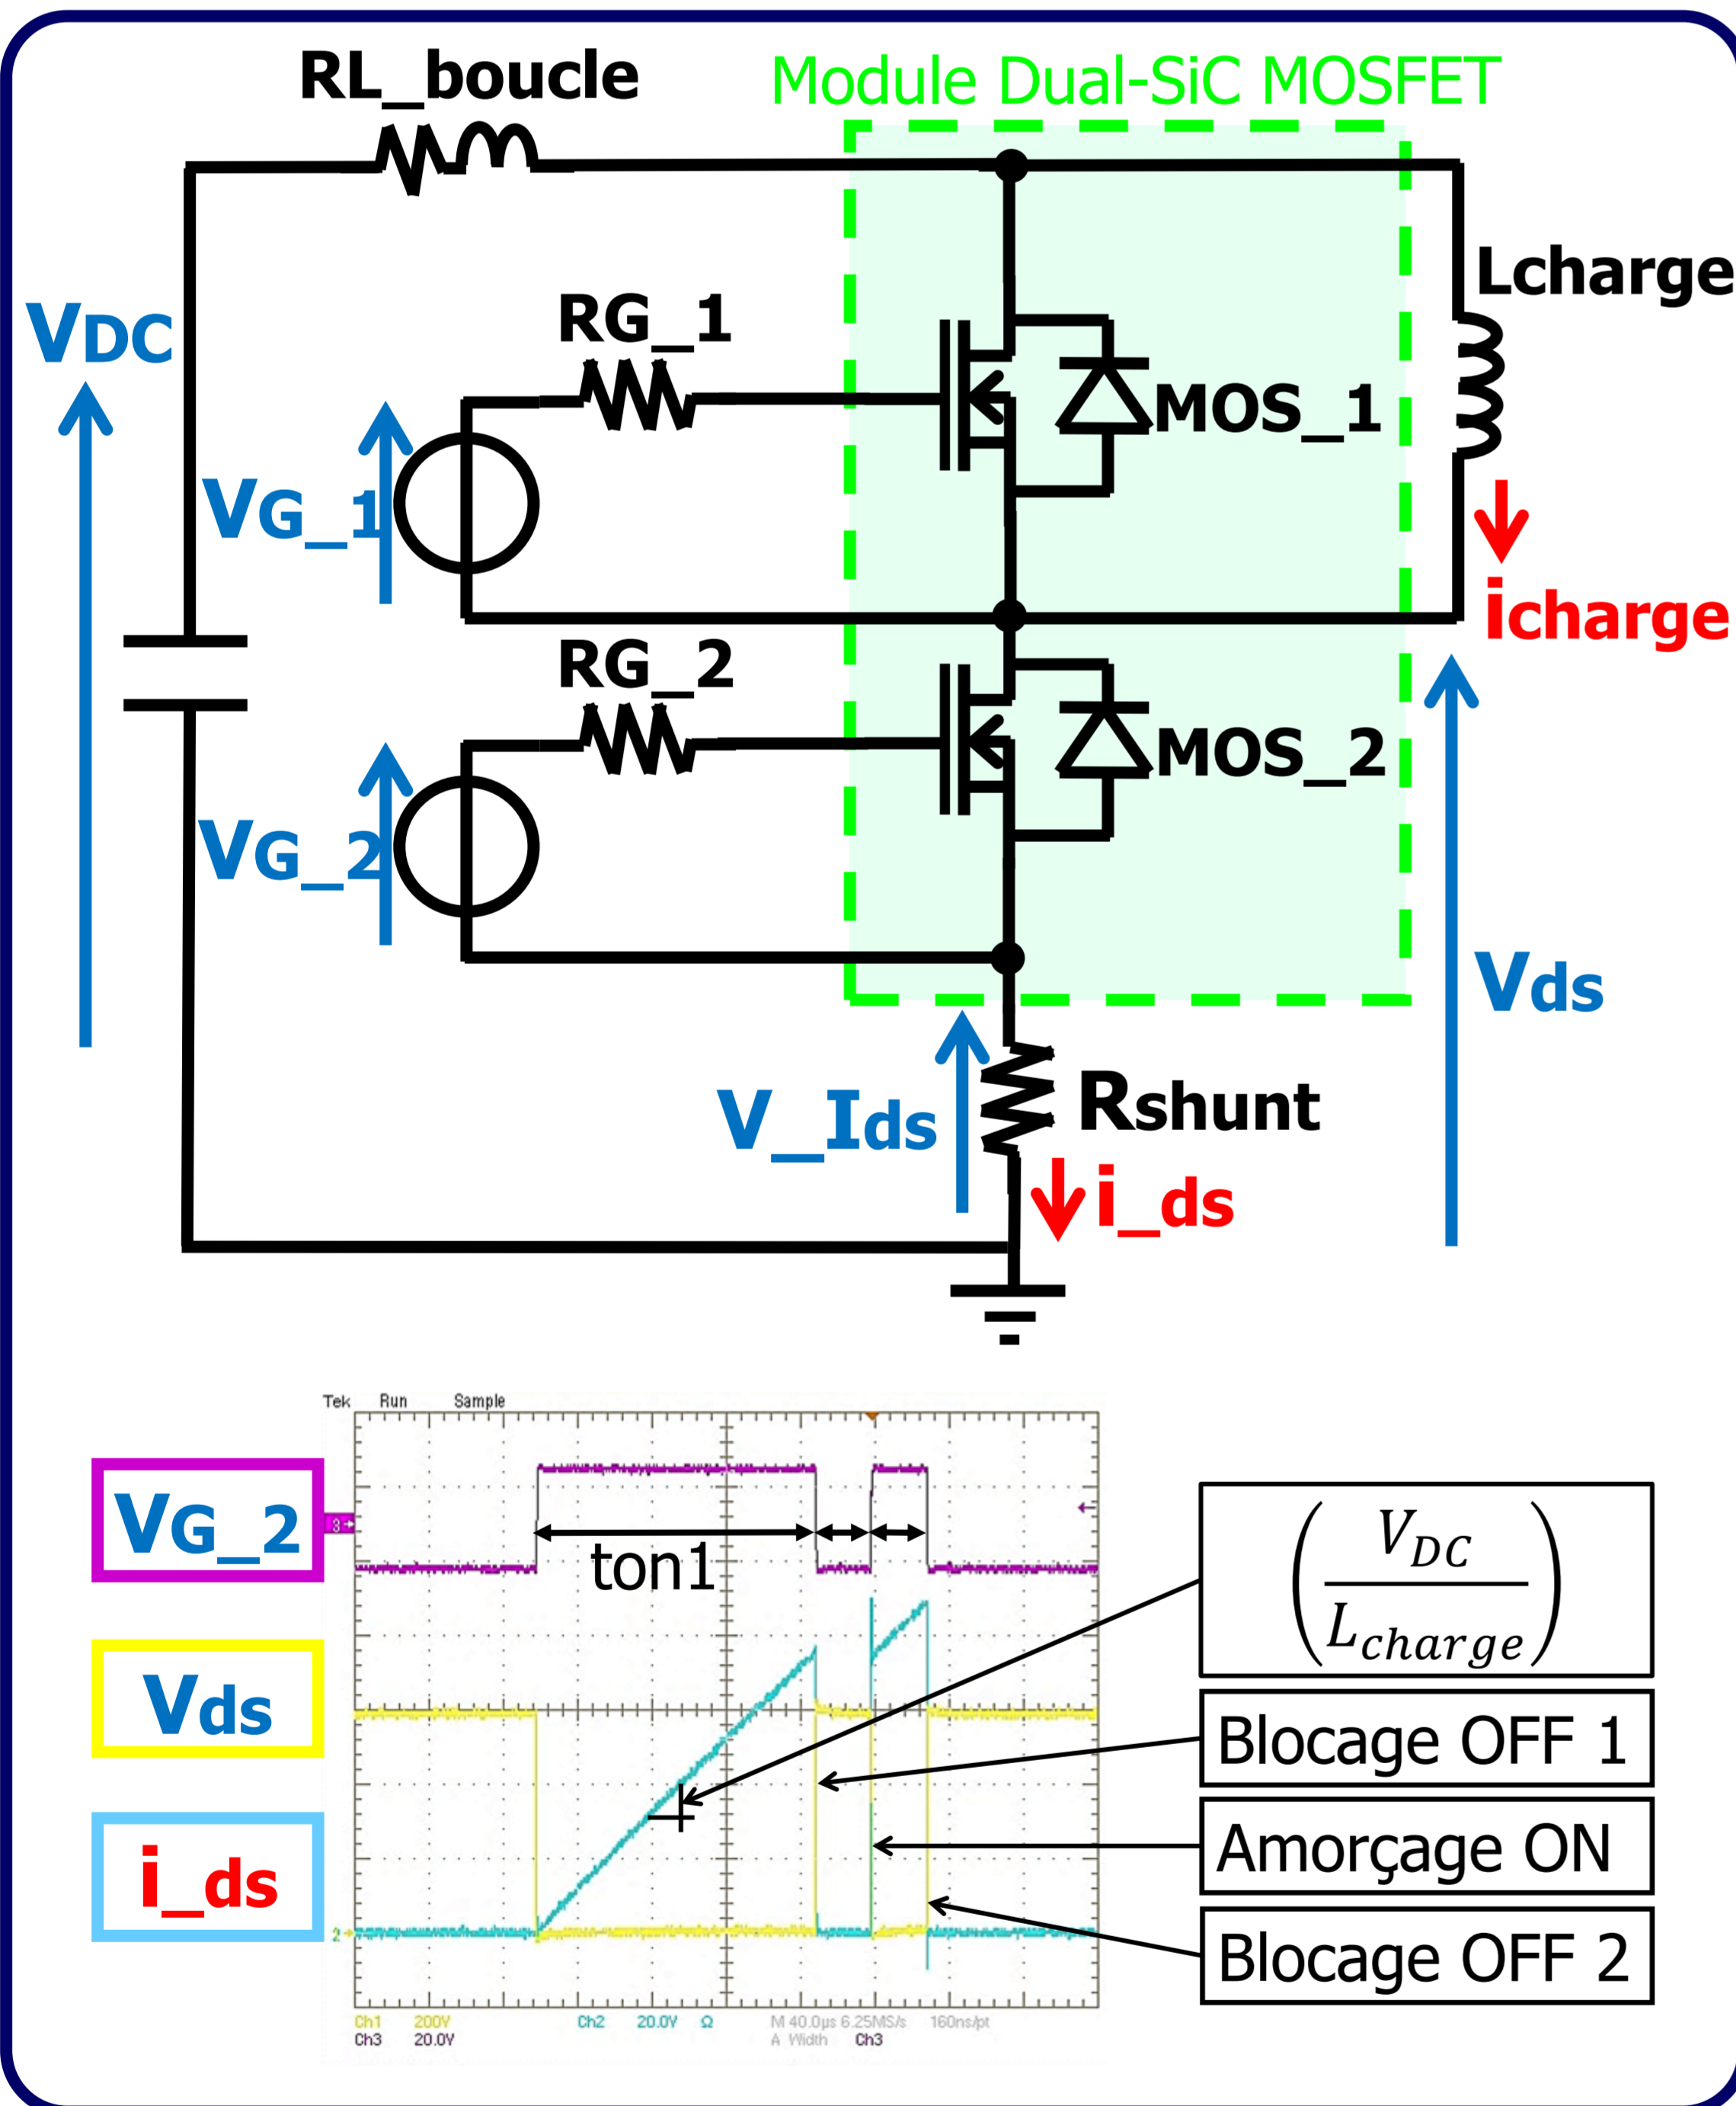 RL_boucle
Module Dual-SiC MOSFET
Lcharge
VDC
RG_1
MOS_1
VG_1
icharge
RG_2
MOS_2
VG_2
Vds
V_Ids
Rshunt
i_ds
Tek Run Sample
VG_2
3
ton1
VDC
Lcharge
Vds
Blocage OFF 1
i_ds
Amorçage ON
2
Blocage OFF 2
Ch1 200V Ch2 20.0V Ω M 40.0µs 6.25MS/s 160ns/pt
Ch3 20.0V A Width Ch3